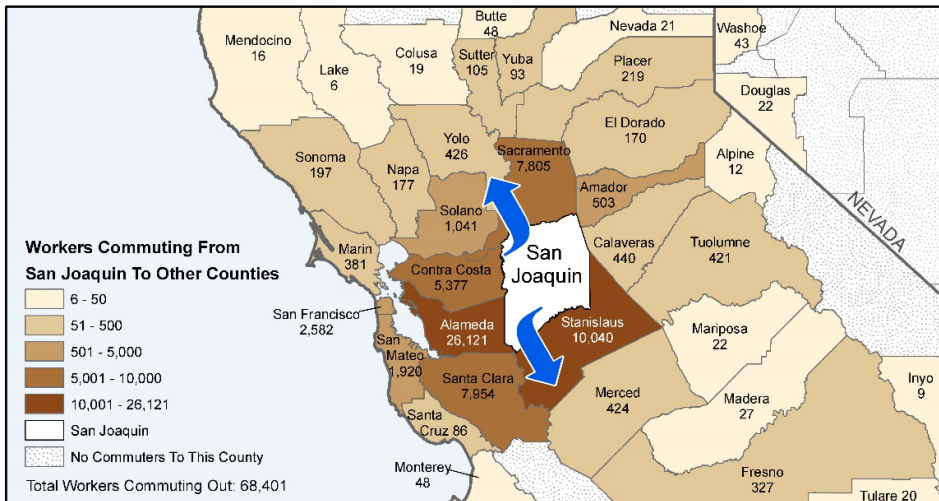 Butte
48
Nevada 21
Washoe
43
Mendocino
16
Colusa
19
Lake
6
Sutter
105
Yuba
93
Placer
219
Douglas
22
El Dorado
170
Yolo
426
Sacramento
7,805
Alpine
12
Sonoma
197
Napa
177
Amador
503
NEVADA
Solano
1,041
Marin
381
San
Joaquin
Calaveras
440
Tuolumne
421
Contra Costa
5,377
San Francisco
2,582
Alameda
26,121
Stanislaus
10,040
Mariposa
22
San
Mateo
1,920
Santa Clara
7,954
Merced
424
Madera
27
Inyo
9
Santa
Cruz 86
Monterey
48
Fresno
327
Tulare 20
Workers Commuting From
San Joaquin To Other Counties
6 - 50
51 - 500
501 - 5,000
5,001 - 10,000
10,001 - 26,121
San Joaquin
No Commuters To This County
Total Workers Commuting Out: 68,401